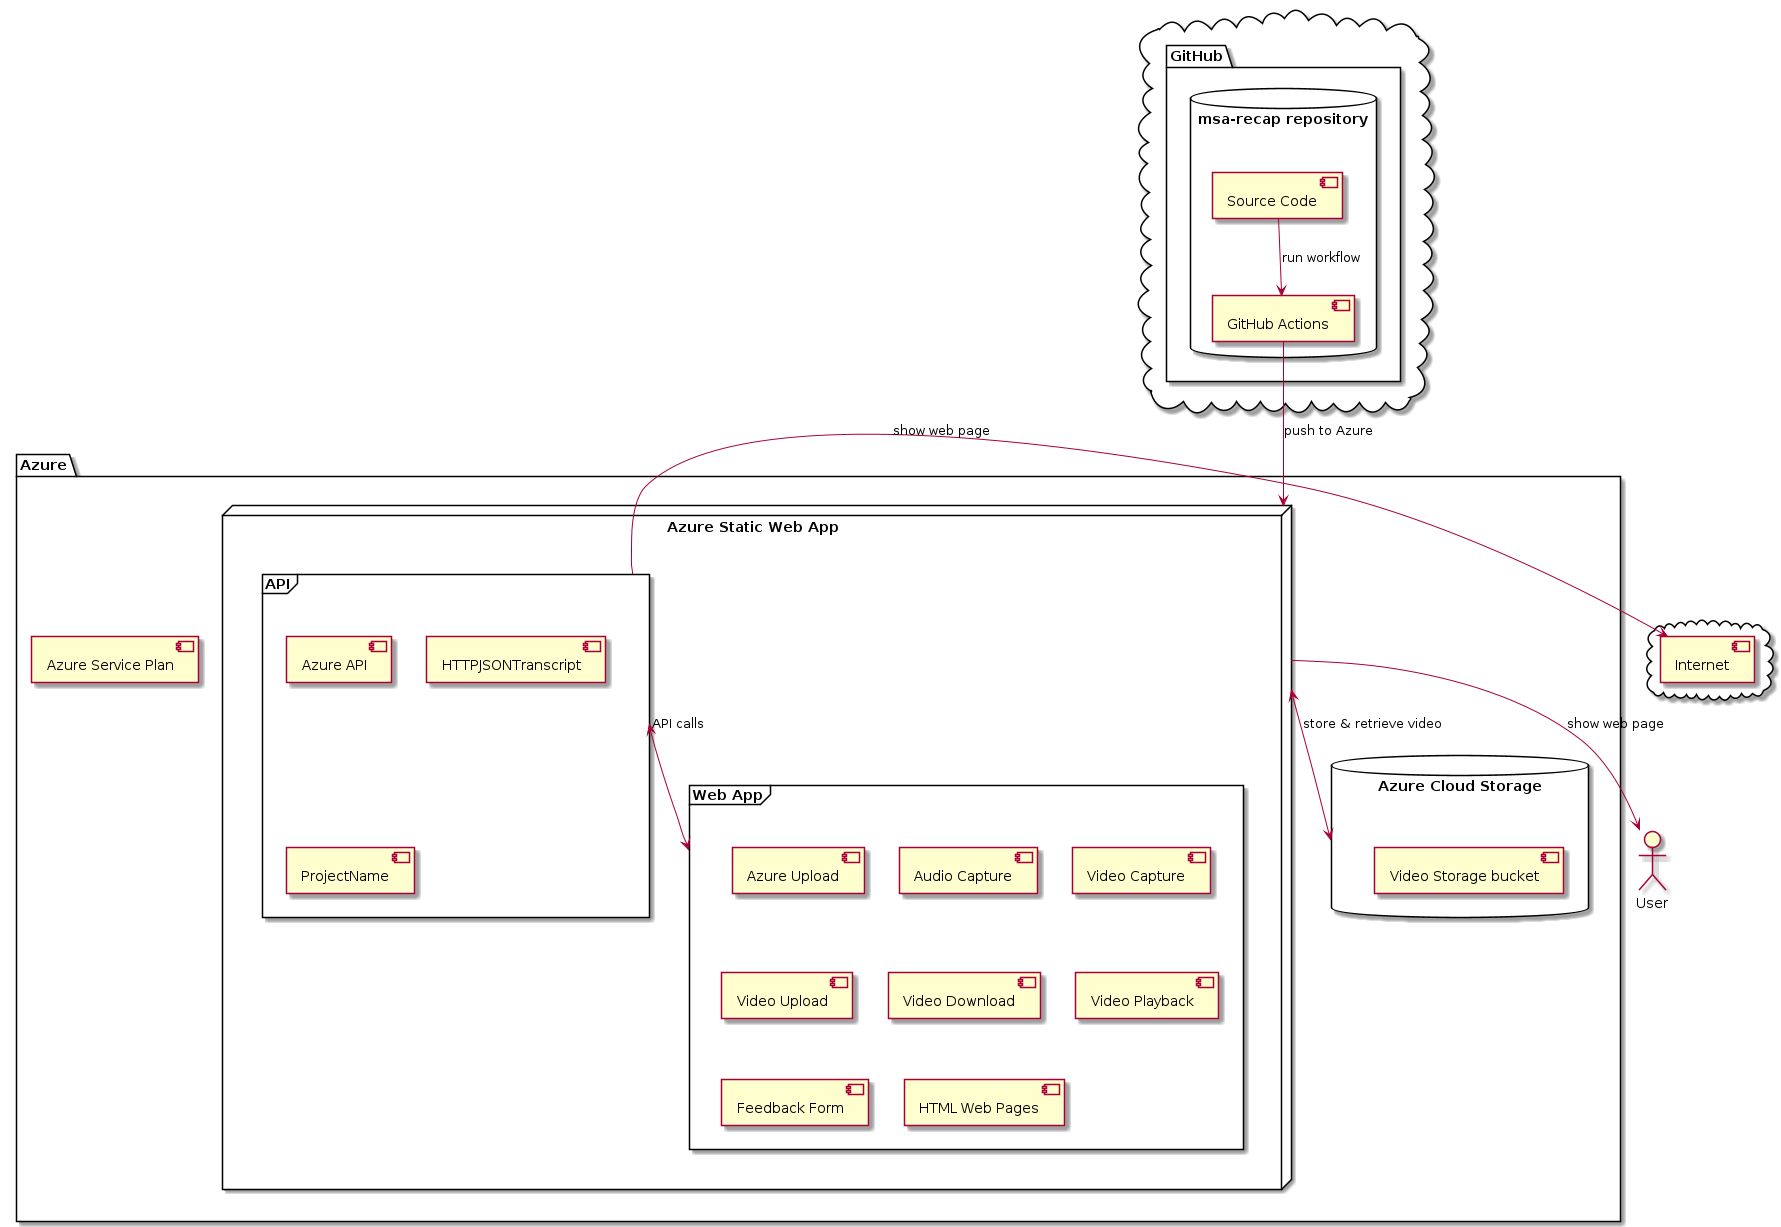 GitHub
msa-recap repository
Source Code
run workflow
GitHub Actions
show web page
push to Azure
Azure
Azure Static Web App
API
Azure Service Plan
Azure API
HTTPJSONTranscript
Internet
API calls
store & retrieve video
show web page
Web App
Azure Cloud Storage
ProjectName
Azure Upload
Audio Capture
Video Capture
Video Storage bucket
User
Video Upload
Video Download
Video Playback
Feedback Form
HTML Web Pages